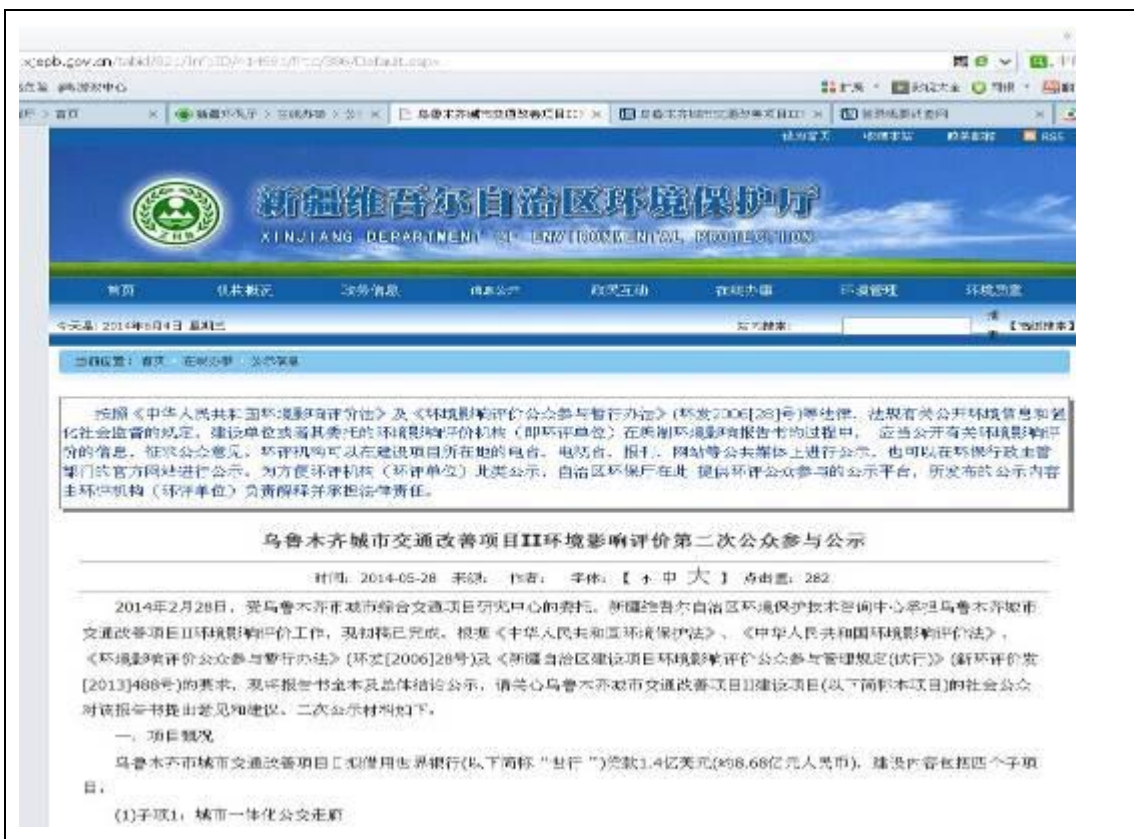 新疆维吾尔自治区环境保护厅
XINJIANG DEPARTMENT OF ENVIRONMENTAL PROTECTION
首页 机构概况 政务信息 信息公开 政民互动 在线办事 环境管理 环境质量
今天是: 2014年6月4日 星期三 站内搜索:
当前位置: 首页 在线办事 公示信息
按照《中华人民共和国环境影响评价法》及《环境影响评价公众参与暂行办法》(环发2006[28]号)等法律、法规有关公开环境信息和强
化社会监督的规定，建设单位或者其委托的环境影响评价机构（即环评单位）在编制环境影响报告书的过程中， 应当公开有关环境影响评
价的信息，征求公众意见，环评机构可以在建设项目所在地的电台、电视台、报刊、网站等公共媒体上进行公示，也可以在环保行政主管
部门的官方网站进行公示。为方便环评机构（环评单位）此类公示，自治区环保厅在此 提供环评公众参与的公示平台，所发布的公示内容
由环评机构（环评单位）负责解释并承担法律责任。
乌鲁木齐城市交通改善项目II环境影响评价第二次公众参与公示
时间: 2014-05-28 来源: 作者: 字体: 【 小 中 大 】 点击量: 282
2014年2月28日，受乌鲁木齐市城市综合交通项目研究中心的委托，新疆维吾尔自治区环境保护技术咨询中心承担乌鲁木齐城市
交通改善项目II环境影响评价工作，现初稿已完成。根据《中华人民共和国环境保护法》、《中华人民共和国环境影响评价法》、
《环境影响评价公众参与暂行办法》(环发[2006]28号)及《新疆自治区建设项目环境影响评价公众参与管理规定(试行)》(新环评价发
[2013]488号)的要求，现将报告书全本及总体结论公示，请关心乌鲁木齐城市交通改善项目II建设项目(以下简称本项目)的社会公众
对该报告书提出意见和建议。二次公示材料如下。
一、项目概况
乌鲁木齐市城市交通改善项目II拟借用世界银行(以下简称“世行”)贷款1.4亿美元(约8.68亿元人民币)，建设内容包括四个子项
目:
(1)子项1: 城市一体化公交走廊